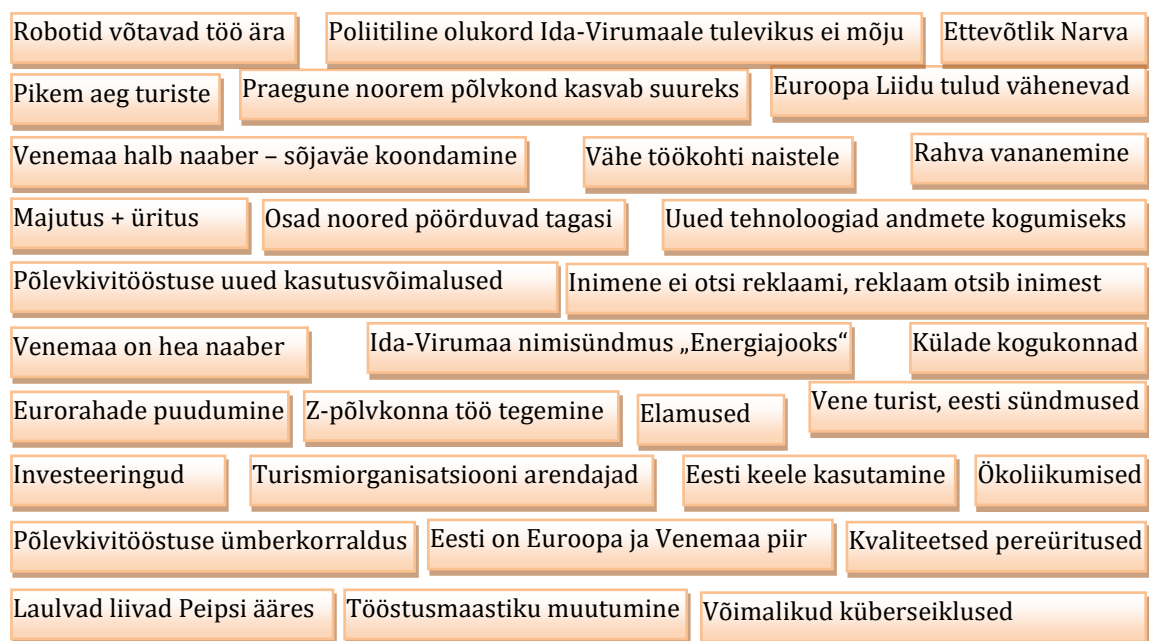 Robotid võtavad töö ära Poliitiline olukord Ida-Virumaale tulevikus ei mõju Ettevõtlik Narva
Pikem aeg turiste Praegune noorem põlvkond kasvab suureks Euroopa Liidu tulud vähenevad
Venemaa halb naaber – sõjaväe koondamine Vähe töökohti naistele Rahva vananemine
Majutus + üritus Osad noored pöörduvad tagasi Uued tehnoloogiad andmete kogumiseks
Põlevkivitööstuse uued kasutusvõimalused Inimene ei otsi reklaami, reklaam otsib inimest
Venemaa on hea naaber Ida-Virumaa nimisündmus „Energiajooks“ Külade kogukonnad
Eurorahade puudumine Z-põlvkonna töö tegemine Elamused Vene turist, eesti sündmused
Investeeringud Turismiorganisatsiooni arendajad Eesti keele kasutamine Ökoliikumised
Põlevkivitööstuse ümberkorraldus Eesti on Euroopa ja Venemaa piir Kvaliteetsed pereüritused
Laulvad liivad Peipsi ääres Tööstusmaastiku muutumine Võimalikud küberseiklused